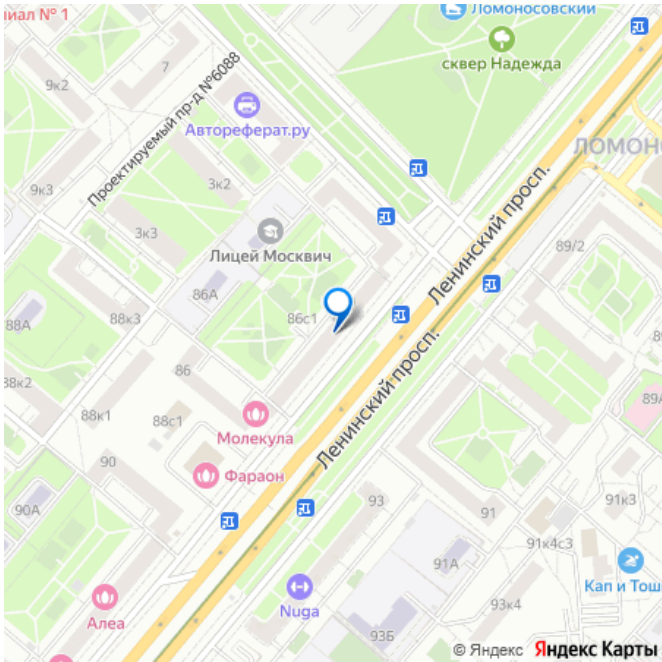 иал № 1
Ломоносовский
сквер Надежда
7
9к2
Проектируемый пр-д №6088
Автореферат.ру
ЛОМОНО
9к3
3к2
3к3
Лицей Москвич
Ленинский просп.
89/2
86А
86с1
88А
88к3
Ленинский просп.
88к2
86
89А
88к1
88с1
Молекула
90
Фараон
93
91
91к3
90А
91к4с3
91А
Кап и Тош
Алеа
Nuga
93к4
93Б
© Яндекс Яндекс Карты